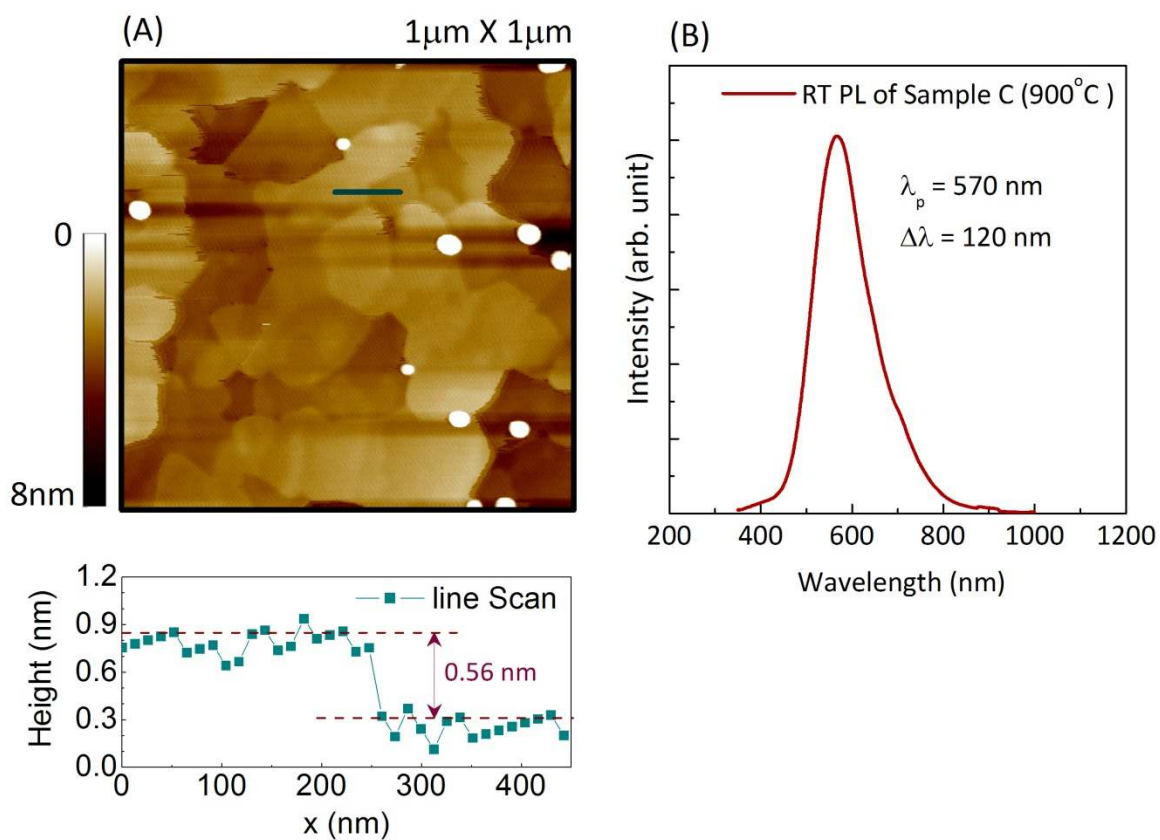 (A)
1μm X 1μm
0
8nm
1.2
0.9
0.6
0.3
0.0
Height (nm)
line Scan
0.56 nm
0 100 200 300 400
x (nm)
(B)
RT PL of Sample C (900°C )
λp = 570 nm
Δλ = 120 nm
Intensity (arb. unit)
200 400 600 800 1000 1200
Wavelength (nm)